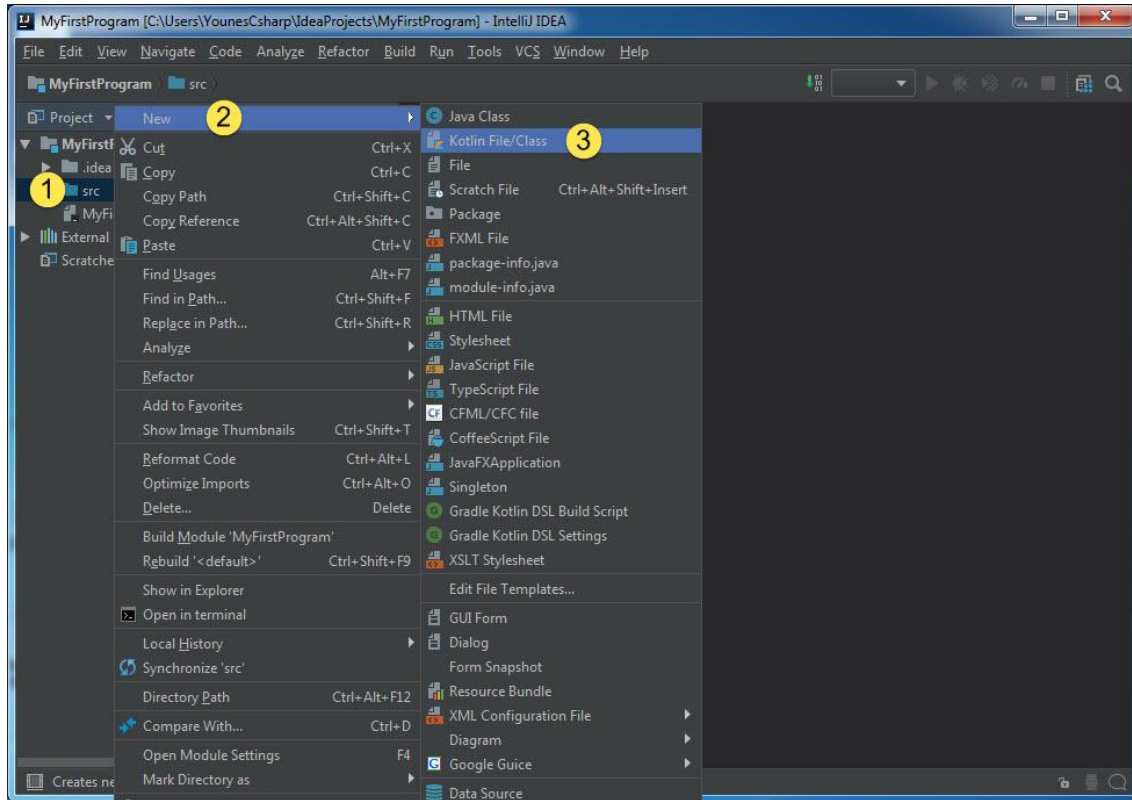 MyFirstProgram [C:\Users\YounesCsharp\IdeaProjects\MyFirstProgram] - IntelliJ IDEA
File Edit View Navigate Code Analyze Refactor Build Run Tools VCS Window Help
MyFirstProgram src
Project
MyFirstP
.idea
1 src
MyFi
External
Scratche
New 2
Cut Ctrl+X
Copy Ctrl+C
Copy Path Ctrl+Shift+C
Copy Reference Ctrl+Alt+Shift+C
Paste Ctrl+V
Find Usages Alt+F7
Find in Path... Ctrl+Shift+F
Replace in Path... Ctrl+Shift+R
Analyze
Refactor
Add to Favorites
Show Image Thumbnails Ctrl+Shift+T
Reformat Code Ctrl+Alt+L
Optimize Imports Ctrl+Alt+O
Delete... Delete
Build Module 'MyFirstProgram'
Rebuild '<default>' Ctrl+Shift+F9
Show in Explorer
Open in terminal
Local History
Synchronize 'src'
Directory Path Ctrl+Alt+F12
Compare With... Ctrl+D
Open Module Settings F4
Mark Directory as
Java Class
Kotlin File/Class 3
File
Scratch File Ctrl+Alt+Shift+Insert
Package
FXML File
package-info.java
module-info.java
HTML File
Stylesheet
JavaScript File
TypeScript File
CFML/CFC file
CoffeeScript File
JavaFXApplication
Singleton
Gradle Kotlin DSL Build Script
Gradle Kotlin DSL Settings
XSLT Stylesheet
Edit File Templates...
GUI Form
Dialog
Form Snapshot
Resource Bundle
XML Configuration File
Diagram
Google Guice
Data Source
Creates ne